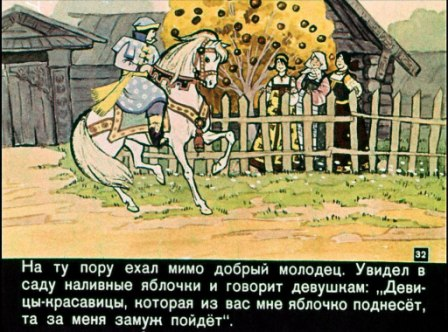 32
На ту пору ехал мимо добрый молодец. Увидел в
саду наливные яблочки и говорит девушкам: „Деви-
цы-красавицы, которая из вас мне яблочко поднесёт,
та за меня замуж пойдёт“.